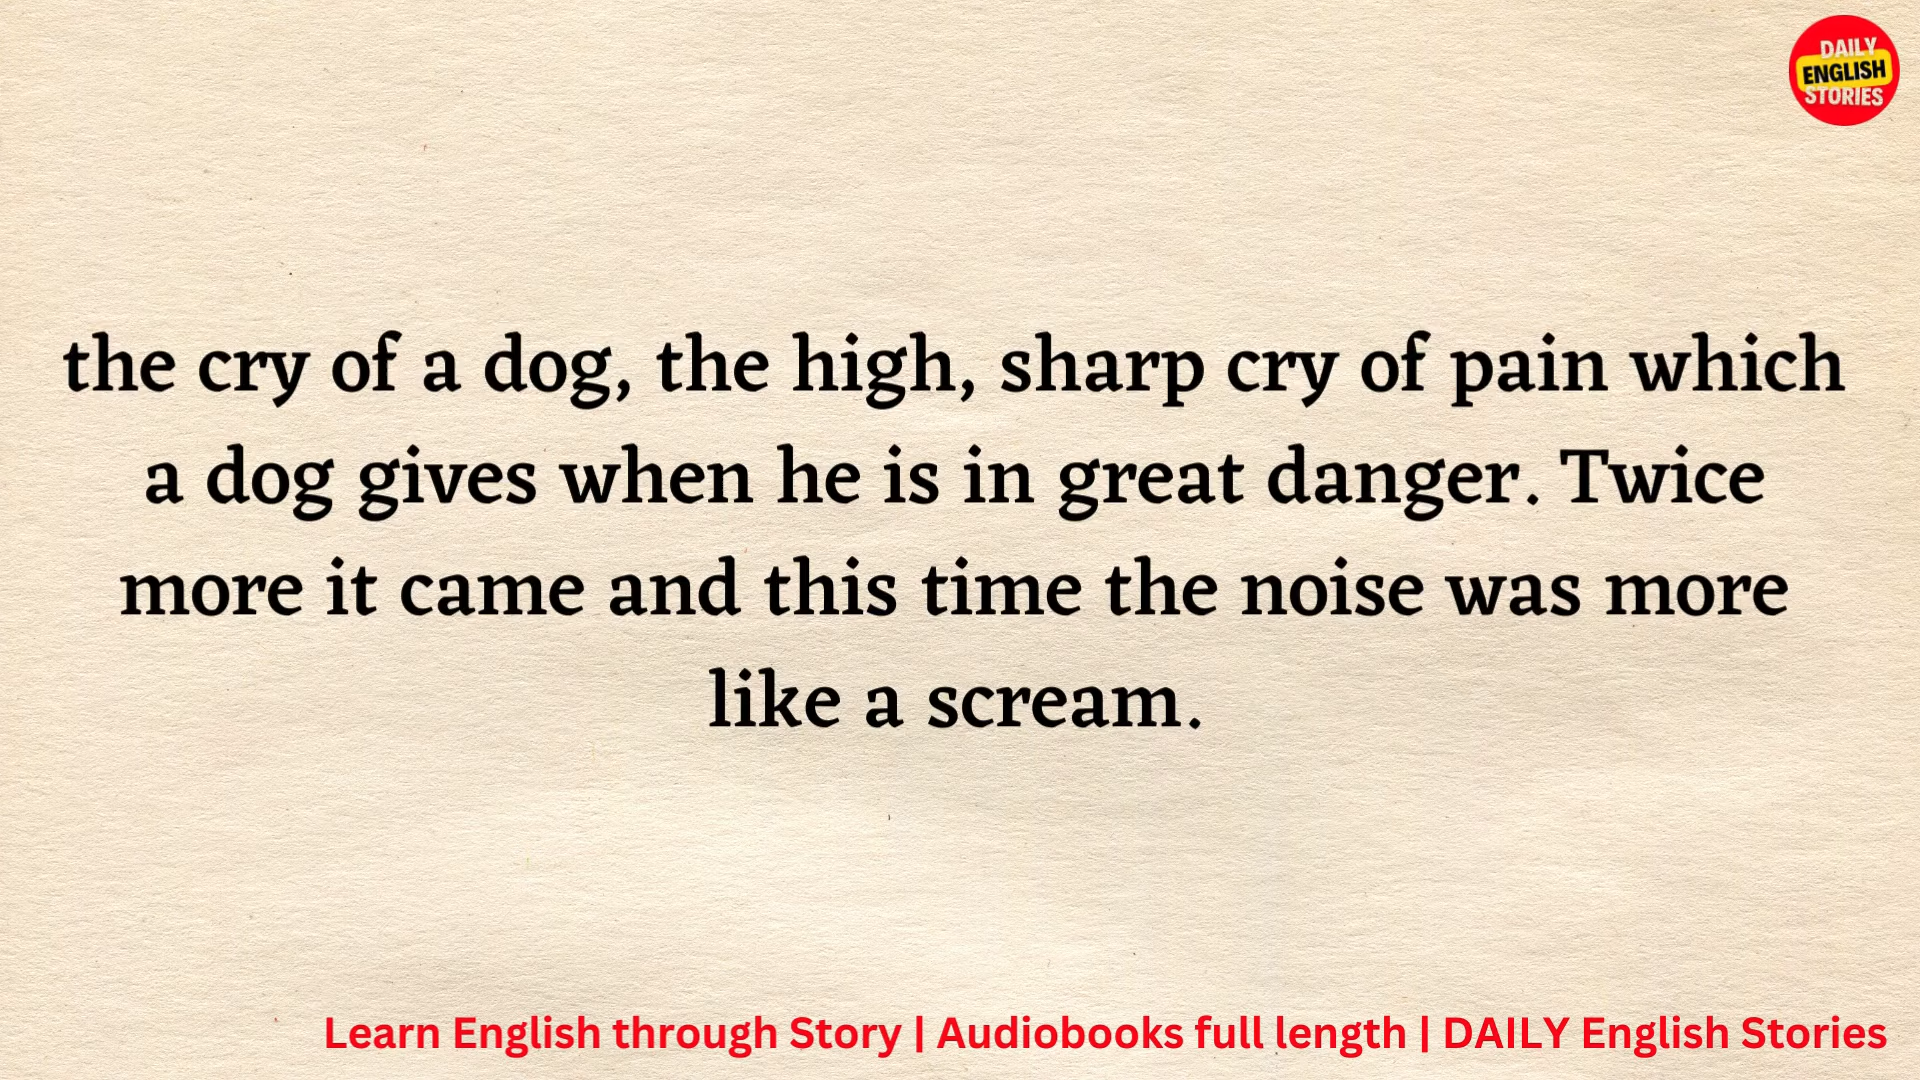 DAILY
ENGLISH
STORIES
the cry of a dog, the high, sharp cry of pain which
a dog gives when he is in great danger. Twice
more it came and this time the noise was more
like a scream.
Learn English through Story | Audiobooks full length | DAILY English Stories